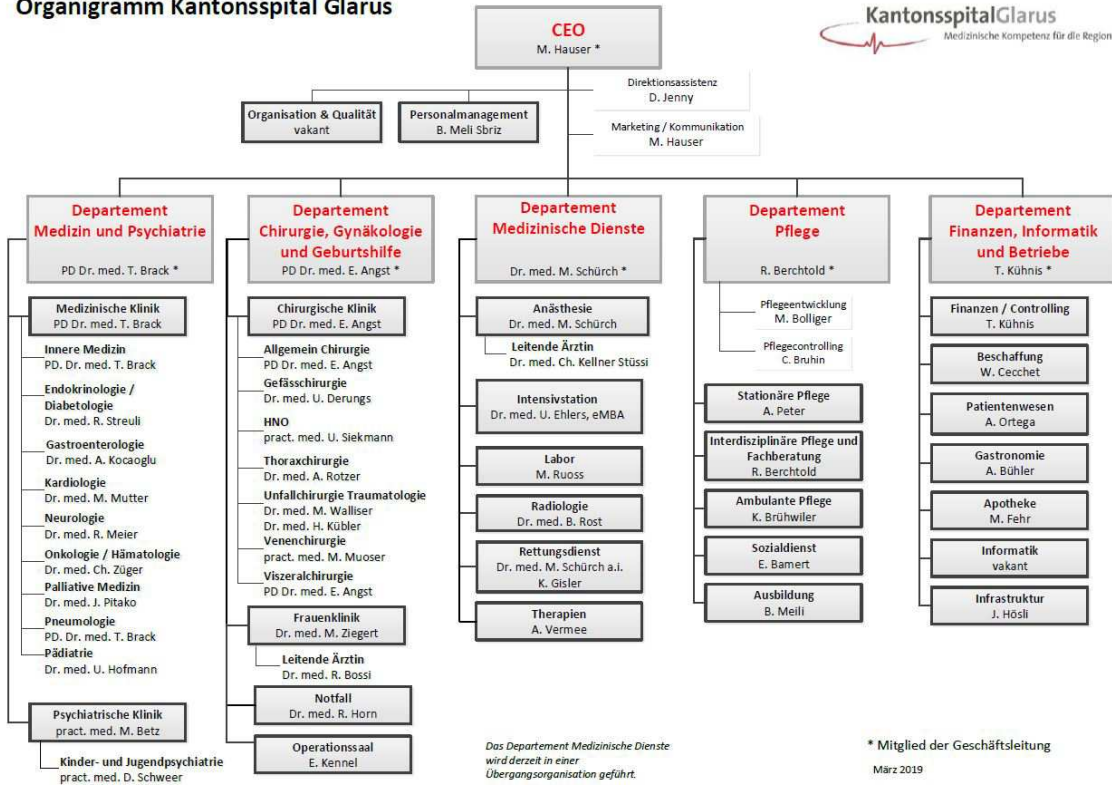 Organigramm Kantonsspital Glarus
KantonsspitalGlarus
Medizinische Kompetenz für die Region
CEO
M. Hauser *
Direktionsassistenz
D. Jenny
Organisation & Qualität
vakant
Personalmanagement
B. Meli Sbriz
Marketing / Kommunikation
M. Hauser
Departement
Medizin und Psychiatrie
PD Dr. med. T. Brack *
Medizinische Klinik
PD Dr. med. T. Brack
Innere Medizin
PD. Dr. med. T. Brack
Endokrinologie /
Diabetologie
Dr. med. R. Streuli
Gastroenterologie
Dr. med. A. Kocaoglu
Kardiologie
Dr. med. M. Mutter
Neurologie
Dr. med. R. Meier
Onkologie / Hämatologie
Dr. med. Ch. Züger
Palliative Medizin
Dr. med. J. Pitako
Pneumologie
PD. Dr. med. T. Brack
Pädiatrie
Dr. med. U. Hofmann
Psychiatrische Klinik
pract. med. M. Betz
Kinder- und Jugendpsychiatrie
pract. med. D. Schweer
Departement
Chirurgie, Gynäkologie
und Geburtshilfe
PD Dr. med. E. Angst *
Chirurgische Klinik
PD Dr. med. E. Angst
Allgemein Chirurgie
PD Dr. med. E. Angst
Gefässchirurgie
Dr. med. U. Derungs
HNO
pract. med. U. Siekmann
Thoraxchirurgie
Dr. med. A. Rotzer
Unfallchirurgie Traumatologie
Dr. med. M. Walliser
Dr. med. H. Kübler
Venenchirurgie
pract. med. M. Muoser
Viszeralchirurgie
PD Dr. med. E. Angst
Frauenklinik
Dr. med. M. Ziegert
Leitende Ärztin
Dr. med. R. Bossi
Notfall
Dr. med. R. Horn
Operationssaal
E. Kennel
Departement
Medizinische Dienste
Dr. med. M. Schürch *
Anästhesie
Dr. med. M. Schürch
Leitende Ärztin
Dr. med. Ch. Kellner Stüssi
Intensivstation
Dr. med. U. Ehlers, eMBA
Labor
M. Ruoss
Radiologie
Dr. med. B. Rost
Rettungsdienst
Dr. med. M. Schürch a.i.
K. Gisler
Therapien
A. Vermee
Das Departement Medizinische Dienste
wird derzeit in einer
Übergangsorganisation geführt.
Departement
Pflege
R. Berchtold *
Pflegeentwicklung
M. Bolliger
Pflegecontrolling
C. Bruhin
Stationäre Pflege
A. Peter
Interdisziplinäre Pflege und
Fachberatung
R. Berchtold
Ambulante Pflege
K. Brühwiler
Sozialdienst
E. Bamert
Ausbildung
B. Meili
Departement
Finanzen, Informatik
und Betriebe
T. Kühnis *
Finanzen / Controlling
T. Kühnis
Beschaffung
W. Cecchet
Patientenwesen
A. Ortega
Gastronomie
A. Bühler
Apotheke
M. Fehr
Informatik
vakant
Infrastruktur
J. Hösli
* Mitglied der Geschäftsleitung
März 2019